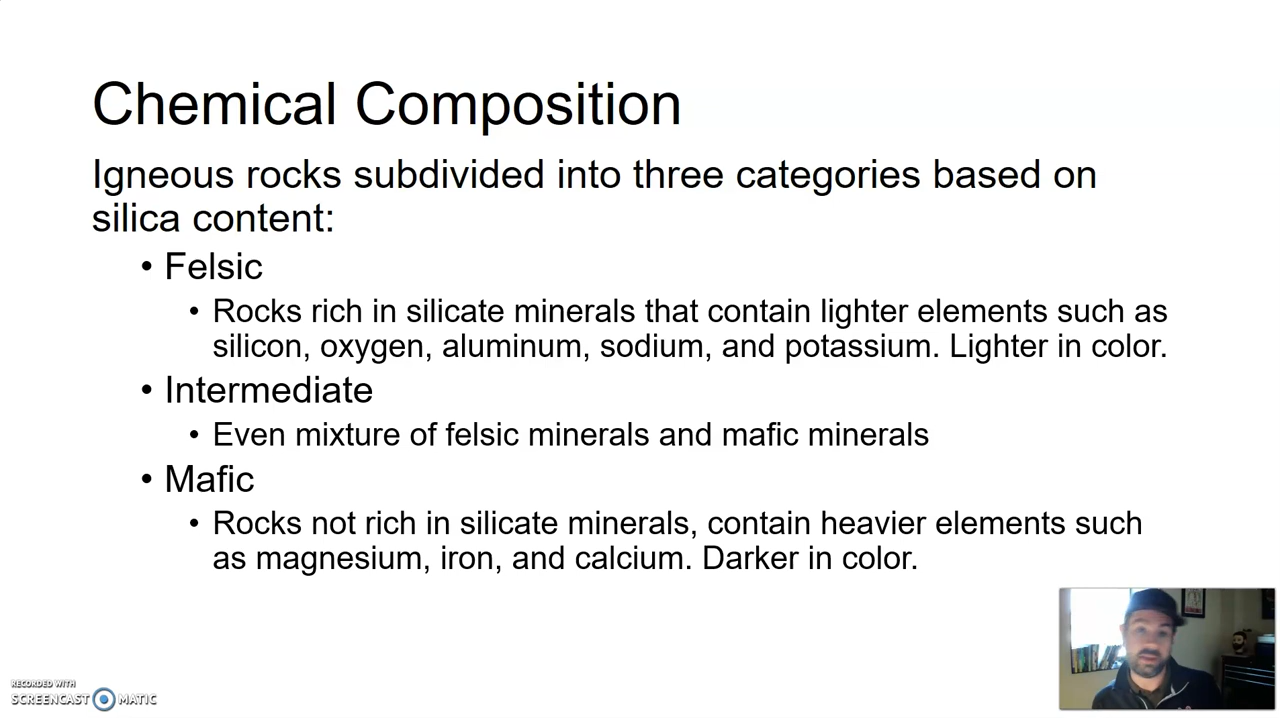 Chemical Composition
Igneous rocks subdivided into three categories based on
silica content:
• Felsic
• Rocks rich in silicate minerals that contain lighter elements such as
silicon, oxygen, aluminum, sodium, and potassium. Lighter in color.
• Intermediate
• Even mixture of felsic minerals and mafic minerals
• Mafic
• Rocks not rich in silicate minerals, contain heavier elements such
as magnesium, iron, and calcium. Darker in color.
RECORDED WITH
SCREENCAST MATIC